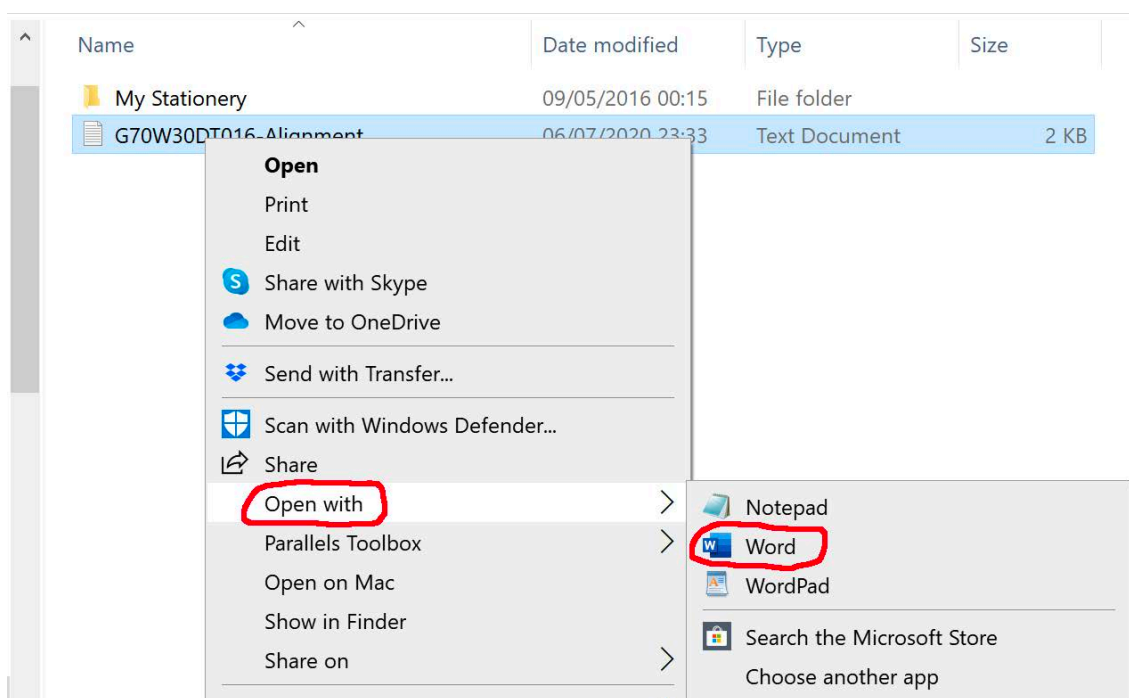 Name Date modified Type Size
My Stationery 09/05/2016 00:15 File folder
G70W30DT016-Alignment 06/07/2020 23:33 Text Document 2 KB
Open
Print
Edit
Share with Skype
Move to OneDrive
Send with Transfer...
Scan with Windows Defender...
Share
Open with
Parallels Toolbox
Open on Mac
Show in Finder
Share on
Notepad
Word
WordPad
Search the Microsoft Store
Choose another app